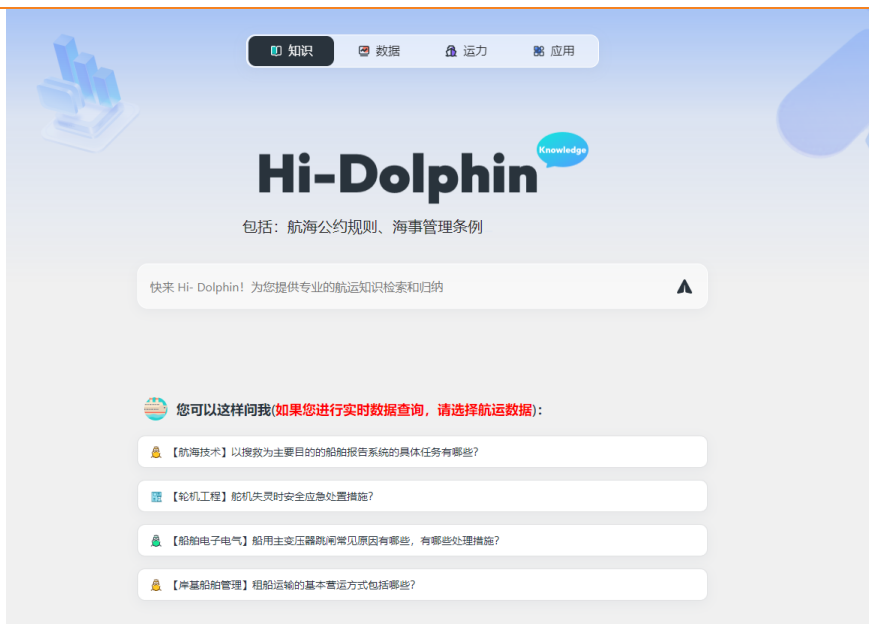 知识 数据 运力 应用
Hi-Dolphin Knowledge
包括：航海公约规则、海事管理条例
快来 Hi- Dolphin！为您提供专业的航运知识检索和归纳
您可以这样问我(如果您进行实时数据查询，请选择航运数据)：
【航海技术】以搜救为主要目的的船舶报告系统的具体任务有哪些?
【轮机工程】舵机失灵时安全应急处置措施?
【船舶电子电气】船用主变压器跳闸常见原因有哪些，有哪些处理措施?
【岸基船舶管理】租船运输的基本营运方式包括哪些?